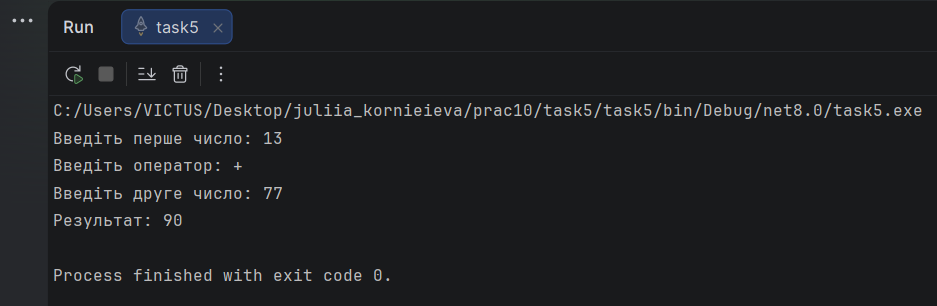 Run task5
C:/Users/VICTUS/Desktop/juliia_kornieieva/prac10/task5/task5/bin/Debug/net8.0/task5.exe
Введіть перше число: 13
Введіть оператор: +
Введіть друге число: 77
Результат: 90
Process finished with exit code 0.